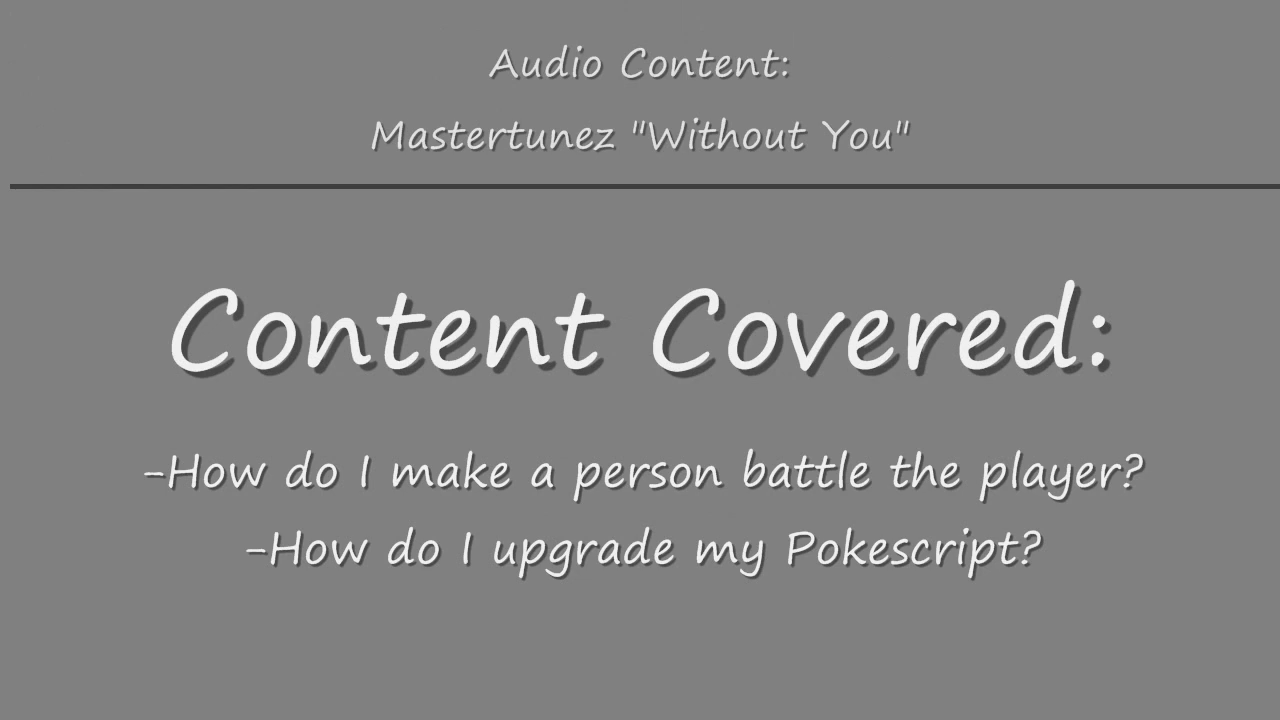 Audio Content:
Mastertunez "Without You"
Content Covered:
-How do I make a person battle the player?
-How do I upgrade my Pokescript?